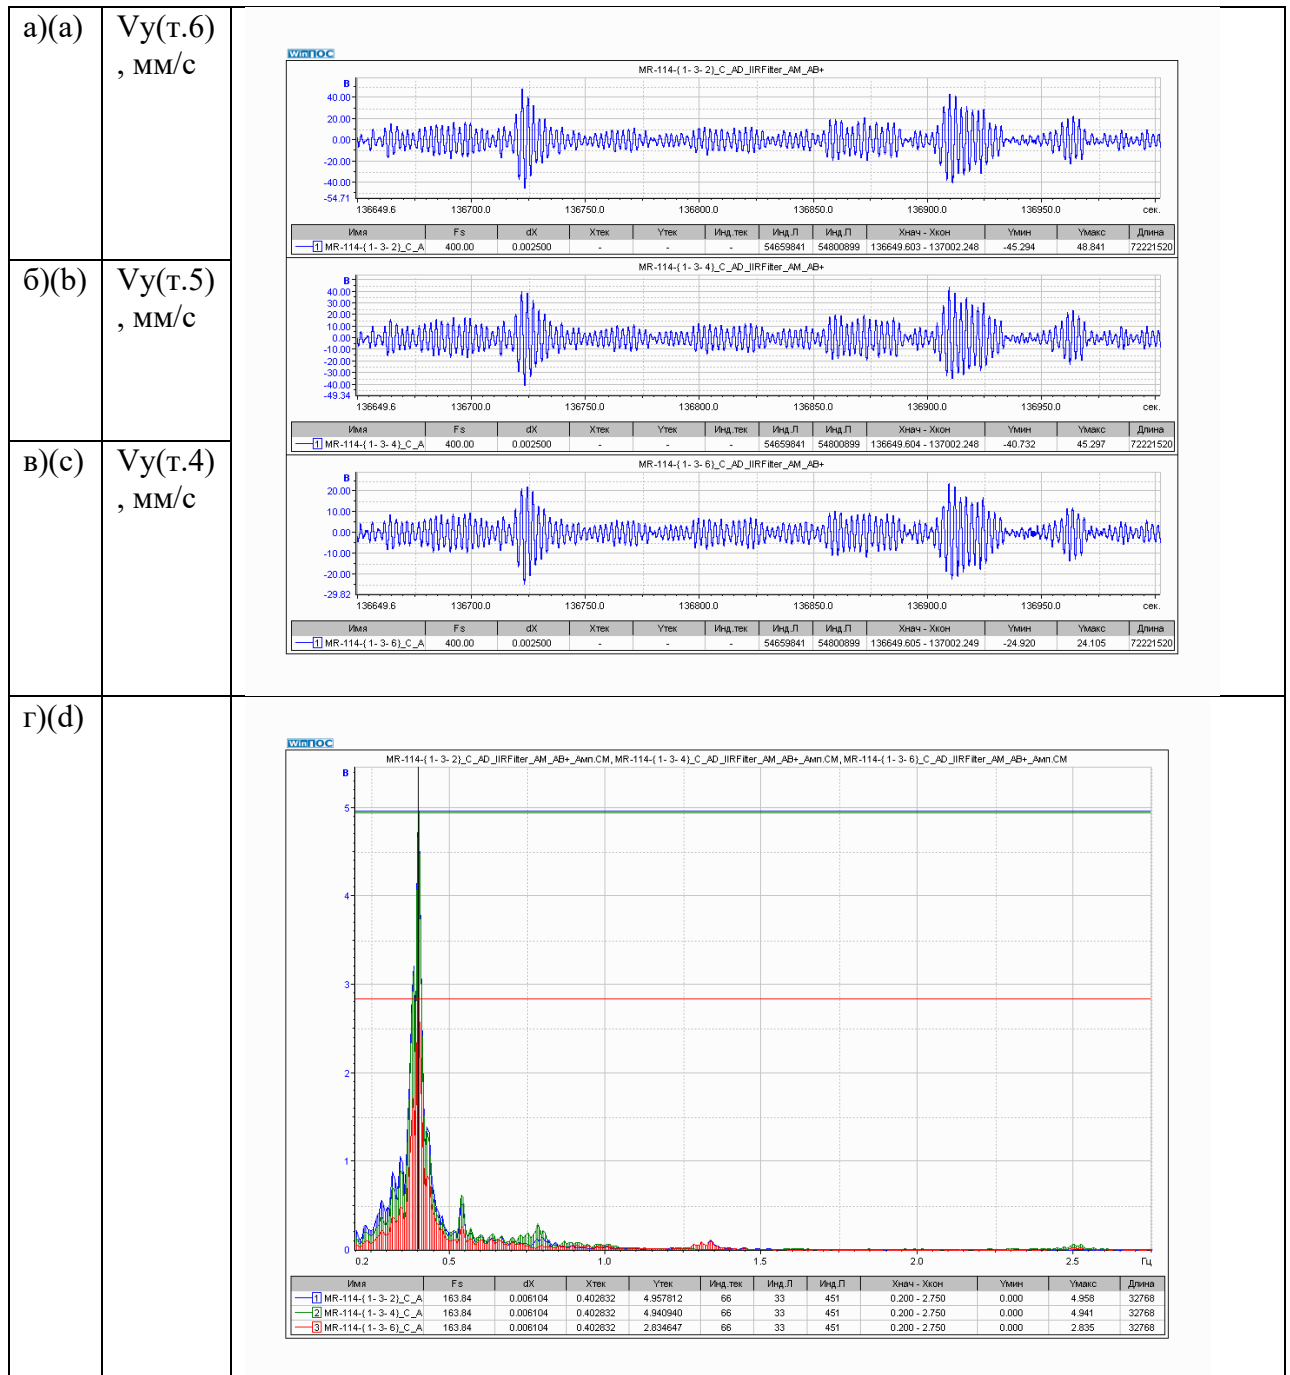 а)(a) Vy(т.6)
, мм/с
WinПОС
MR-114-{ 1- 3- 2}_C_AD_IIRFilter_AM_AB+
В
40.00
20.00
0.00
-20.00
-40.00
-54.71
136649.6 136700.0 136750.0 136800.0 136850.0 136900.0 136950.0 сек.
Имя Fs dX Xтек Yтек Инд.тек Инд.Л Инд.П Xнач - Xкон Yмин Yмакс Длина
1 MR-114-{ 1- 3- 2}_C_A 400.00 0.002500 - - - 54659841 54800899 136649.603 - 137002.248 -45.294 48.841 72221520
б)(b) Vy(т.5)
, мм/с
MR-114-{ 1- 3- 4}_C_AD_IIRFilter_AM_AB+
В
40.00
30.00
20.00
10.00
0.00
-10.00
-20.00
-30.00
-40.00
-49.34
136649.6 136700.0 136750.0 136800.0 136850.0 136900.0 136950.0 сек.
Имя Fs dX Xтек Yтек Инд.тек Инд.Л Инд.П Xнач - Xкон Yмин Yмакс Длина
1 MR-114-{ 1- 3- 4}_C_A 400.00 0.002500 - - - 54659841 54800899 136649.604 - 137002.248 -40.732 45.297 72221520
в)(c) Vy(т.4)
, мм/с
MR-114-{ 1- 3- 6}_C_AD_IIRFilter_AM_AB+
В
20.00
10.00
0.00
-10.00
-20.00
-29.82
136649.6 136700.0 136750.0 136800.0 136850.0 136900.0 136950.0 сек.
Имя Fs dX Xтек Yтек Инд.тек Инд.Л Инд.П Xнач - Xкон Yмин Yмакс Длина
1 MR-114-{ 1- 3- 6}_C_A 400.00 0.002500 - - - 54659841 54800899 136649.605 - 137002.249 -24.920 24.105 72221520
г)(d)
WinПОС
MR-114-{ 1- 3- 2}_C_AD_IIRFilter_AM_AB+_Амп.СМ, MR-114-{ 1- 3- 4}_C_AD_IIRFilter_AM_AB+_Амп.СМ, MR-114-{ 1- 3- 6}_C_AD_IIRFilter_AM_AB+_Амп.СМ
В
5
4
3
2
1
0
0.2 0.5 1.0 1.5 2.0 2.5 Гц
Имя Fs dX Xтек Yтек Инд.тек Инд.Л Инд.П Xнач - Xкон Yмин Yмакс Длина
1 MR-114-{ 1- 3- 2}_C_A 163.84 0.006104 0.402832 4.957812 66 33 451 0.200 - 2.750 0.000 4.958 32768
2 MR-114-{ 1- 3- 4}_C_A 163.84 0.006104 0.402832 4.940940 66 33 451 0.200 - 2.750 0.000 4.941 32768
3 MR-114-{ 1- 3- 6}_C_A 163.84 0.006104 0.402832 2.834647 66 33 451 0.200 - 2.750 0.000 2.835 32768